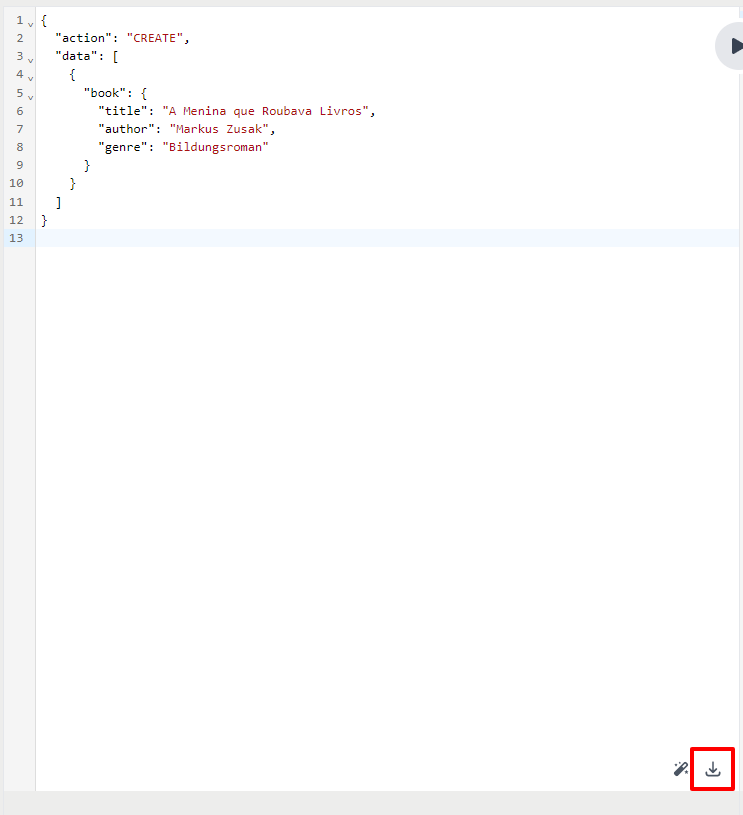 1 {
2   "action": "CREATE",
3   "data": [
4     {
5       "book": {
6         "title": "A Menina que Roubava Livros",
7         "author": "Markus Zusak",
8         "genre": "Bildungsroman"
9       }
10     }
11   ]
12 }
13